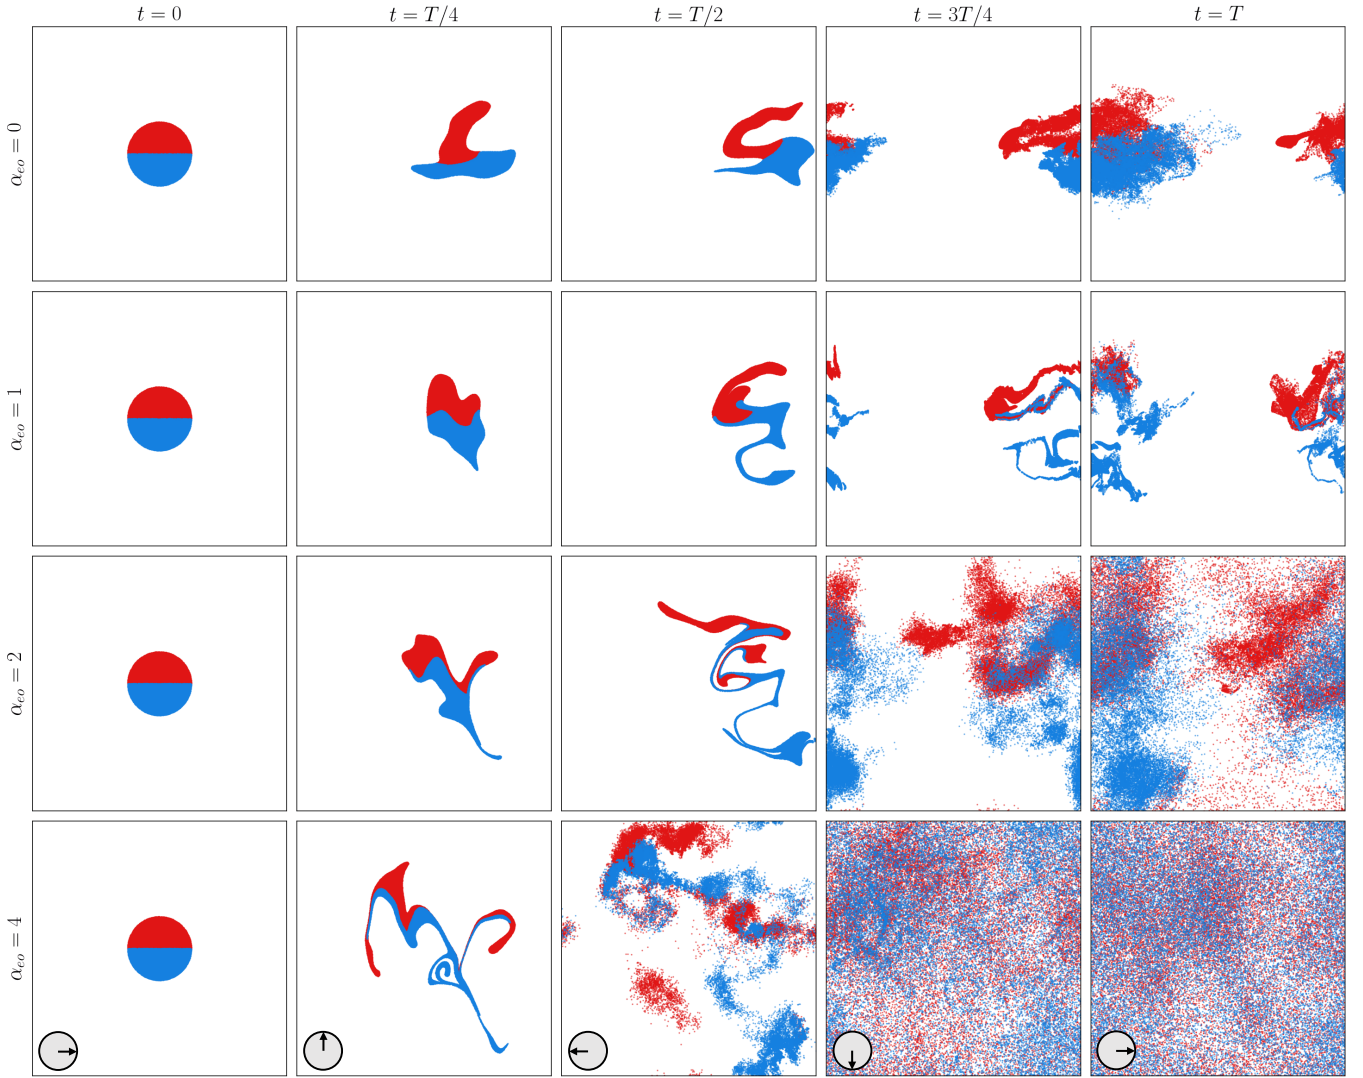 t = 0 t = T/4 t = T/2 t = 3T/4 t = T
α_eo = 0
α_eo = 1
α_eo = 2
α_eo = 4